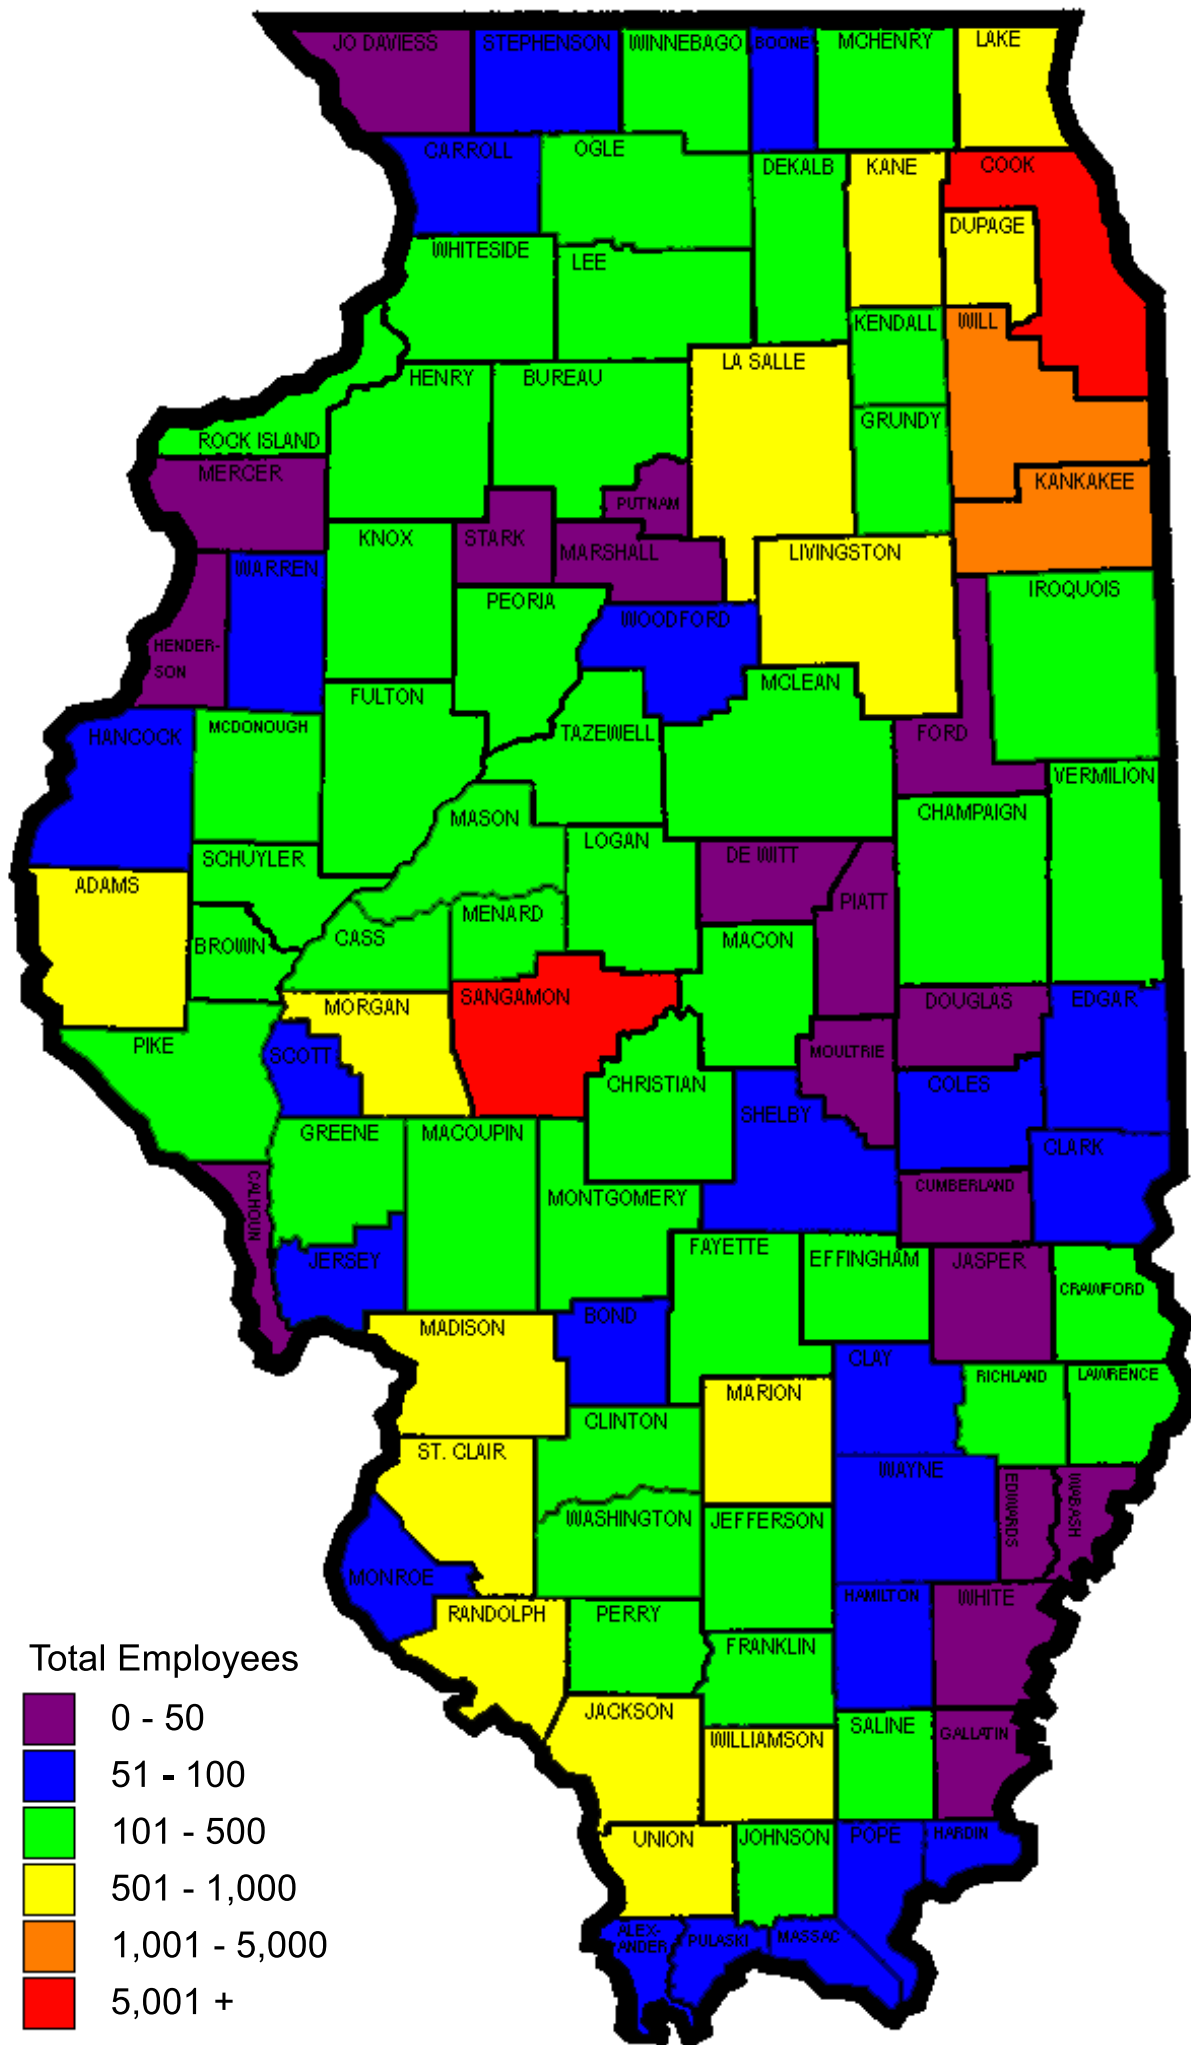 JO DAVIESS
STEPHENSON
WINNEBAGO
BOONE
MCHENRY
LAKE
CARROLL
OGLE
DEKALB
KANE
COOK
DUPAGE
WHITESIDE
LEE
KENDALL
WILL
LA SALLE
HENRY
BUREAU
GRUNDY
ROCK ISLAND
MERCER
KANKAKEE
PUTNAM
KNOX
STARK
MARSHALL
LIVINGSTON
WARREN
PEORIA
IROQUOIS
WOODFORD
HENDER-
SON
MCLEAN
FULTON
MCDONOUGH
HANCOCK
TAZEWELL
FORD
VERMILION
CHAMPAIGN
MASON
LOGAN
SCHUYLER
DE WITT
ADAMS
PIATT
MENARD
CASS
BROWN
MACON
SANGAMON
MORGAN
DOUGLAS
EDGAR
PIKE
SCOTT
MOULTRIE
CHRISTIAN
COLES
SHELBY
GREENE
MACOUPIN
CLARK
CUMBERLAND
MONTGOMERY
CALHOUN
FAYETTE
EFFINGHAM
JASPER
JERSEY
CRAWFORD
BOND
MADISON
CLAY
RICHLAND
LAWRENCE
MARION
CLINTON
ST. CLAIR
WAYNE
EDWARDS
WABASH
WASHINGTON
JEFFERSON
MONROE
HAMILTON
WHITE
RANDOLPH
PERRY
FRANKLIN
JACKSON
SALINE
GALLATIN
WILLIAMSON
UNION
JOHNSON
POPE
HARDIN
ALEX-
ANDER
PULASKI
MASSAC
Total Employees
0 - 50
51 - 100
101 - 500
501 - 1,000
1,001 - 5,000
5,001 +